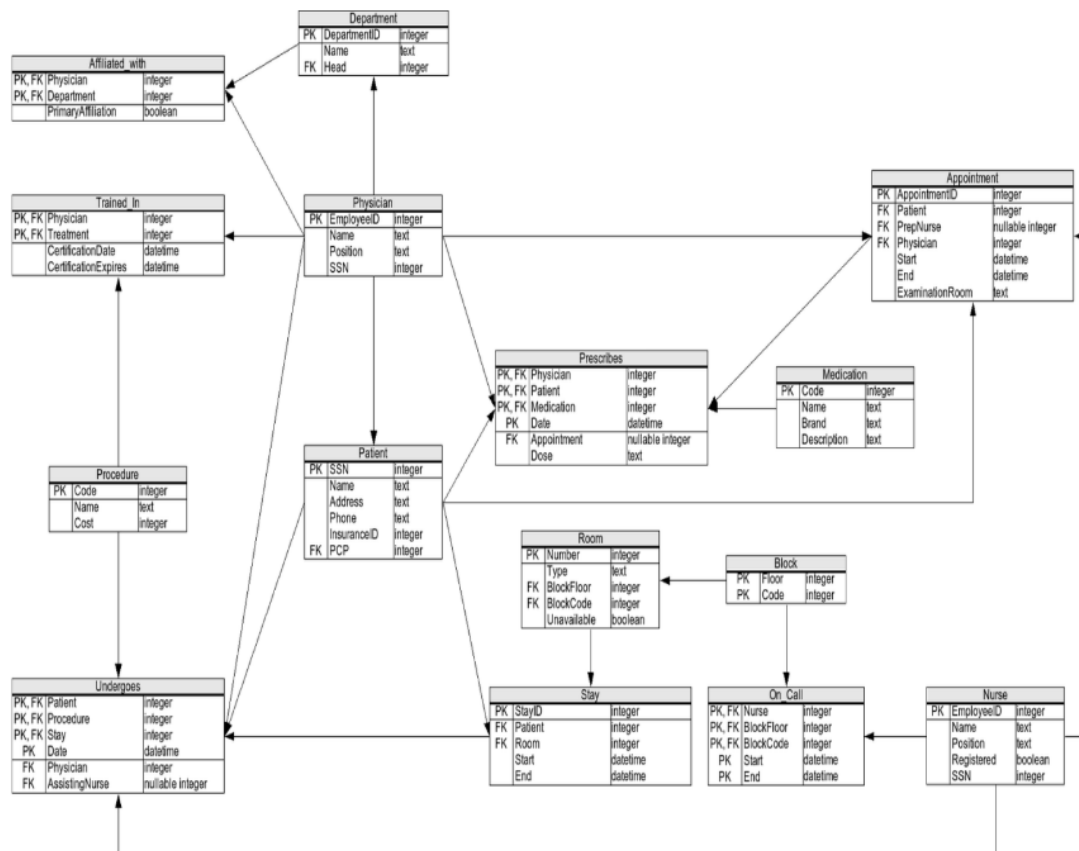 Department
PK DepartmentID integer
Name text
FK Head integer
Affiliated_with
PK, FK Physician integer
PK, FK Department integer
PrimaryAffiliation boolean
Trained_In
PK, FK Physician integer
PK, FK Treatment integer
CertificationDate datetime
CertificationExpires datetime
Physician
PK EmployeeID integer
Name text
Position text
SSN integer
Appointment
PK AppointmentID integer
FK Patient integer
FK PrepNurse nullable integer
FK Physician integer
Start datetime
End datetime
ExaminationRoom text
Prescribes
PK, FK Physician integer
PK, FK Patient integer
PK, FK Medication integer
PK Date datetime
FK Appointment nullable integer
Dose text
Medication
PK Code integer
Name text
Brand text
Description text
Procedure
PK Code integer
Name text
Cost integer
Patient
PK SSN integer
Name text
Address text
Phone text
InsuranceID integer
FK PCP integer
Room
PK Number integer
Type text
FK BlockFloor integer
FK BlockCode integer
Unavailable boolean
Block
PK Floor integer
PK Code integer
Undergoes
PK, FK Patient integer
PK, FK Procedure integer
PK, FK Stay integer
PK Date datetime
FK Physician integer
FK AssistingNurse nullable integer
Stay
PK StayID integer
FK Patient integer
FK Room integer
Start datetime
End datetime
On_Call
PK, FK Nurse integer
PK, FK BlockFloor integer
PK, FK BlockCode integer
PK Start datetime
PK End datetime
Nurse
PK EmployeeID integer
Name text
Position text
Registered boolean
SSN integer